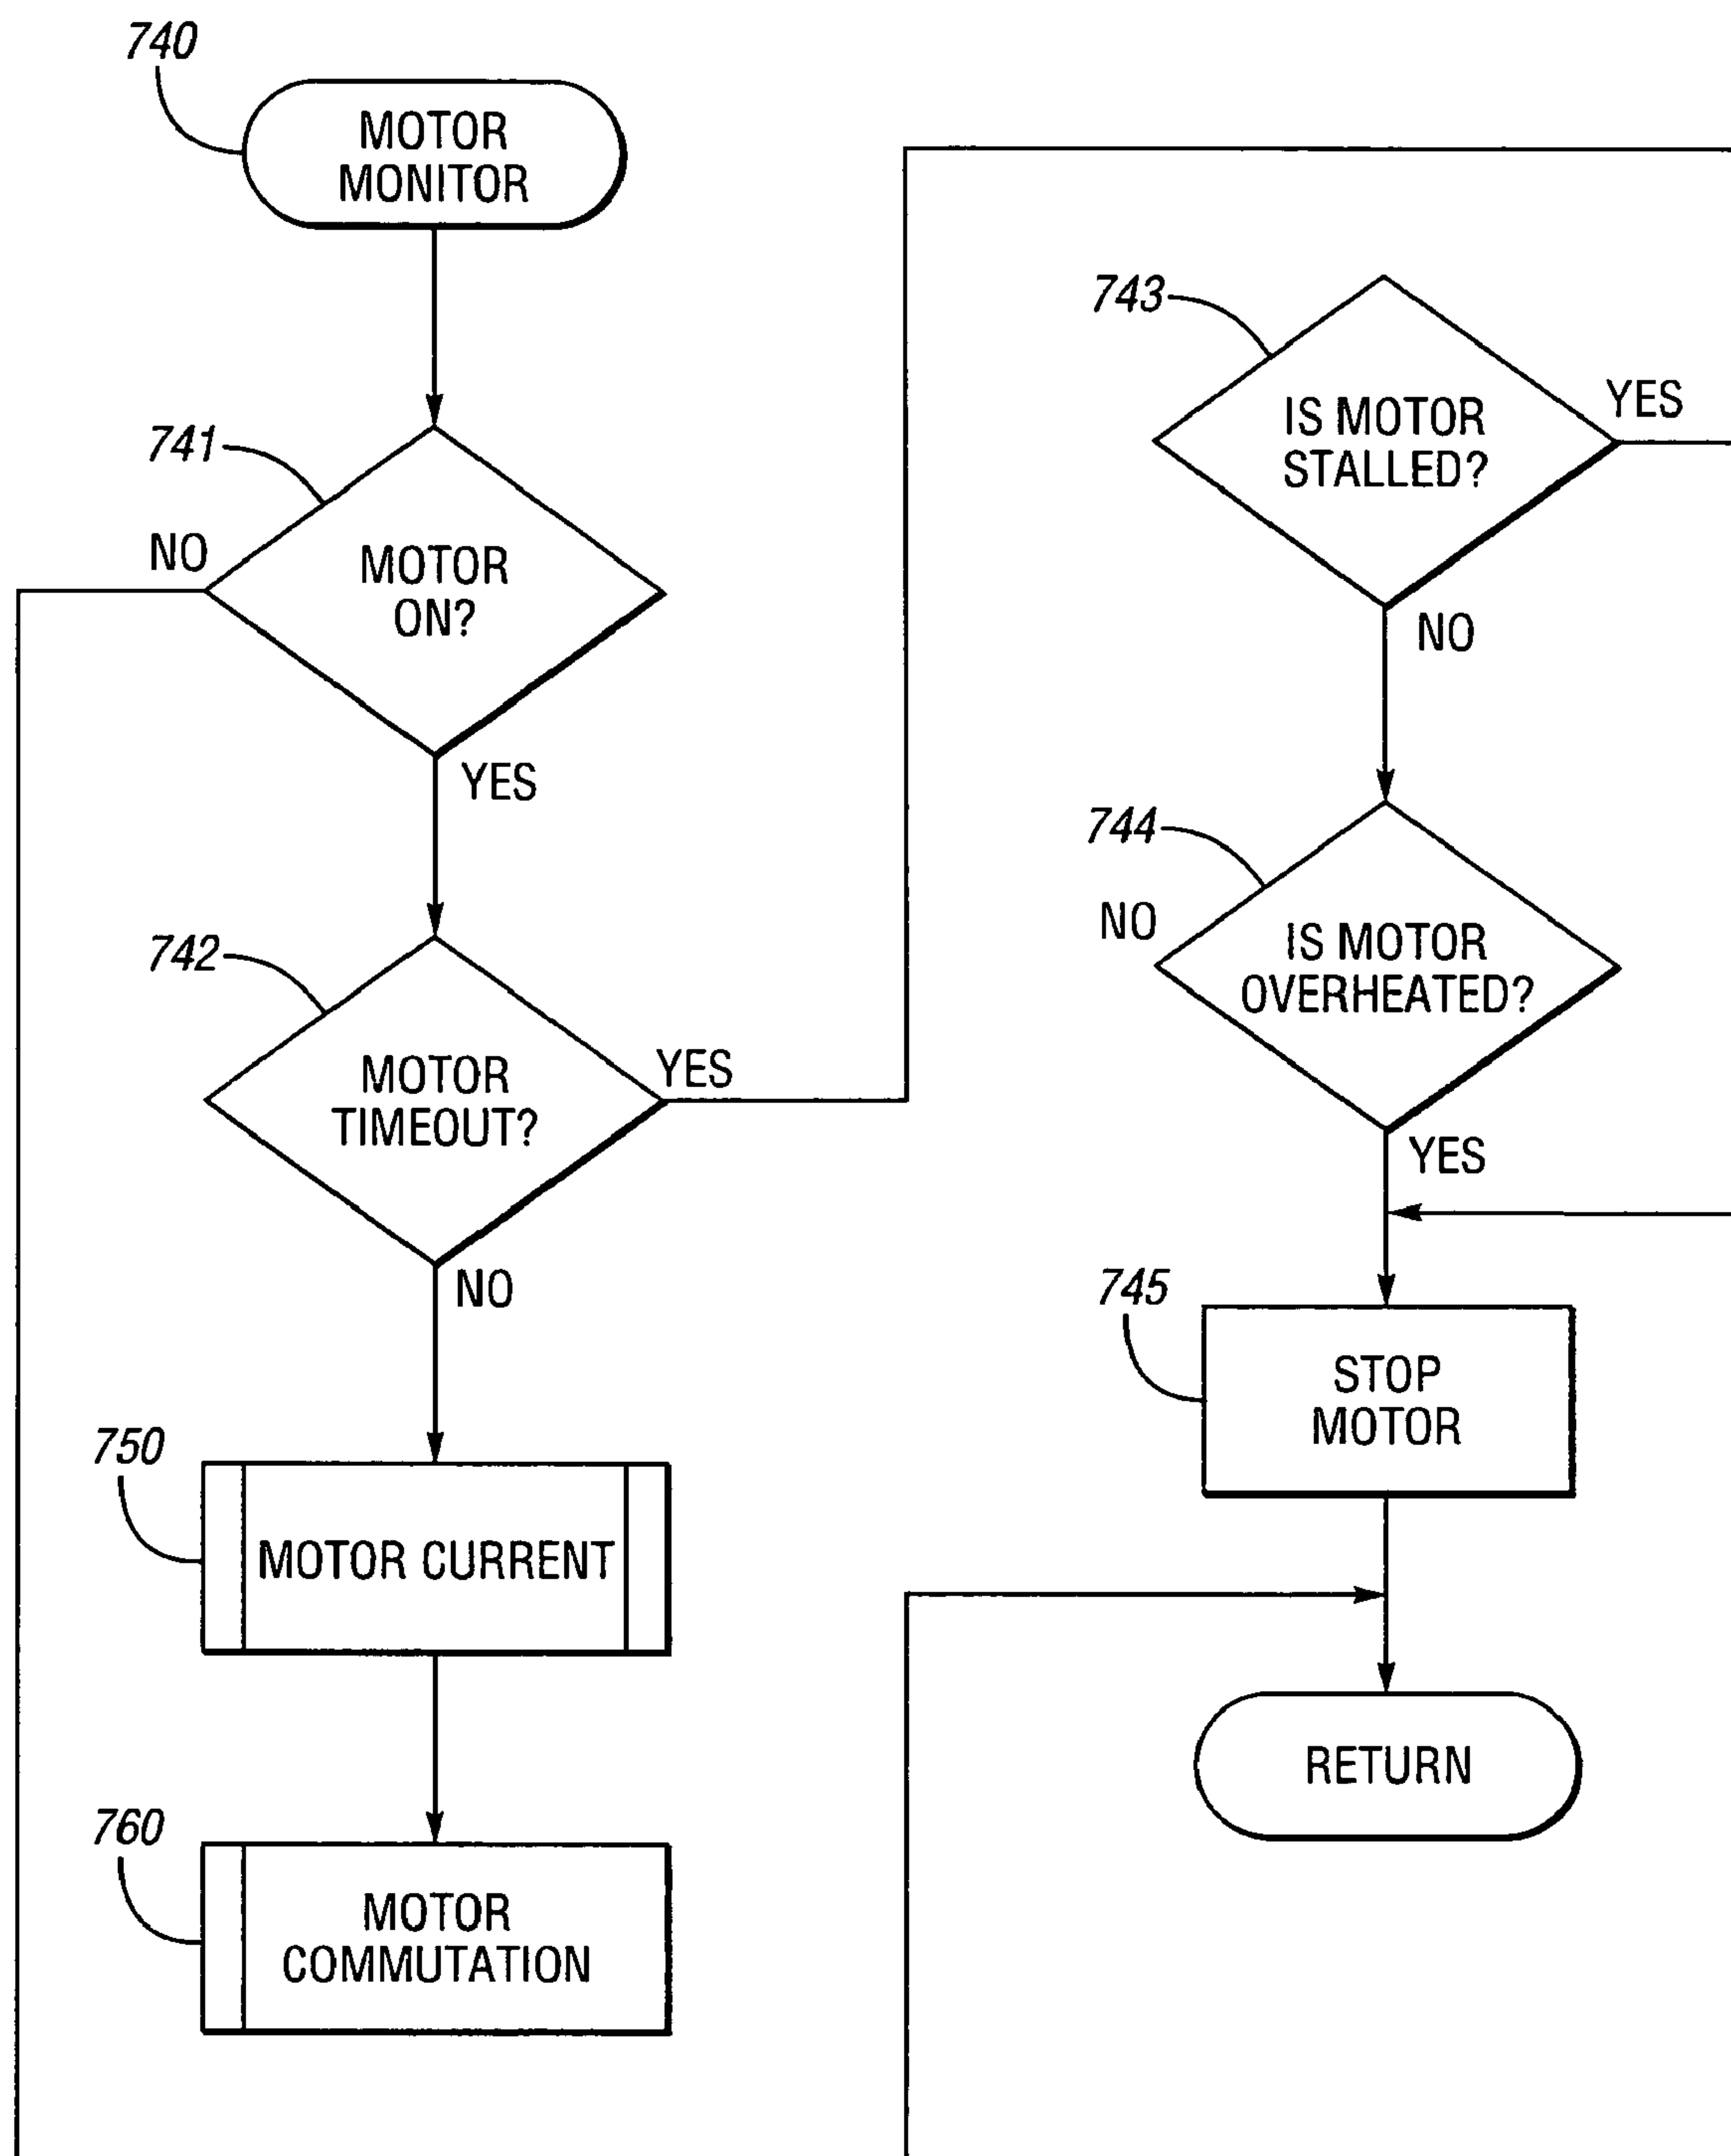 740
MOTOR
MONITOR
741
NO
MOTOR
ON?
YES
742
MOTOR
TIMEOUT?
YES
NO
750
MOTOR CURRENT
760
MOTOR
COMMUTATION
743
IS MOTOR
STALLED?
YES
NO
744
NO
IS MOTOR
OVERHEATED?
YES
745
STOP
MOTOR
RETURN